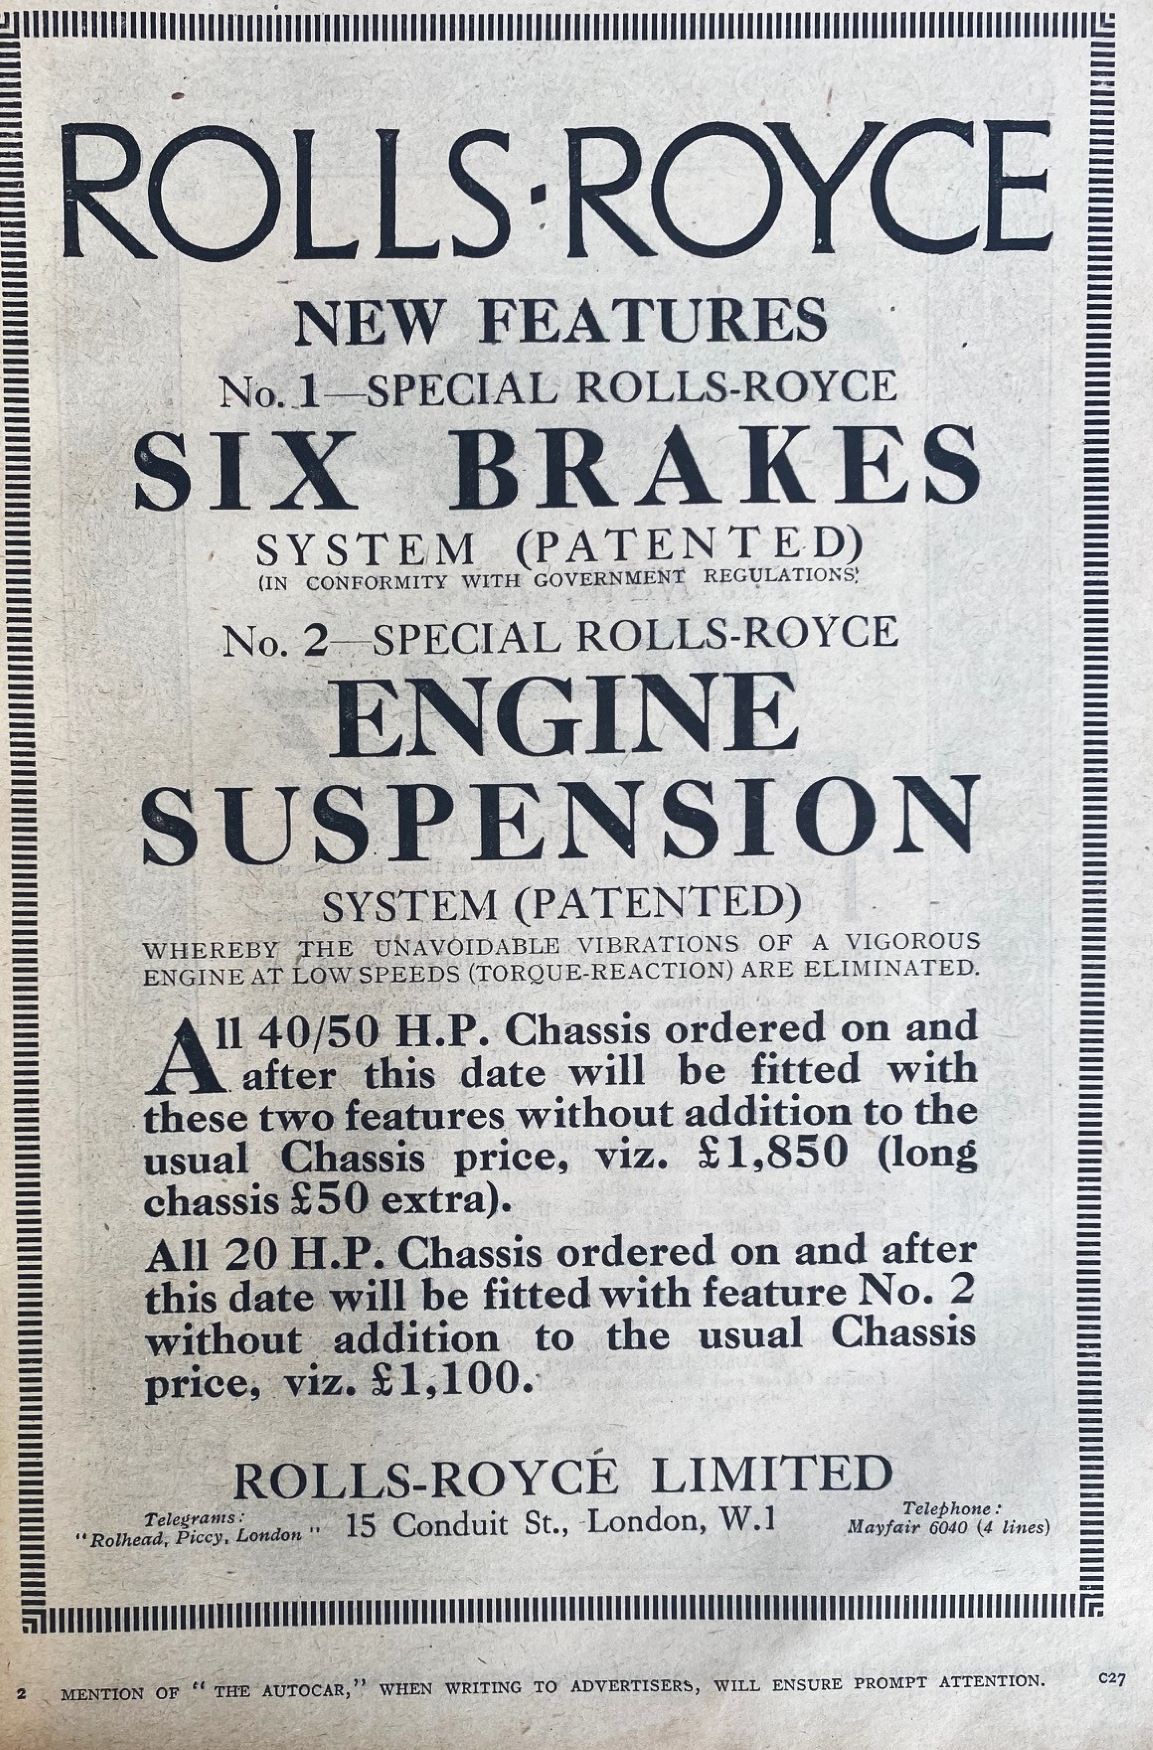 ROLLS-ROYCE
NEW FEATURES
No. 1—SPECIAL ROLLS-ROYCE
SIX BRAKES
SYSTEM (PATENTED)
(IN CONFORMITY WITH GOVERNMENT REGULATIONS)
No. 2—SPECIAL ROLLS-ROYCE
ENGINE
SUSPENSION
SYSTEM (PATENTED)
WHEREBY THE UNAVOIDABLE VIBRATIONS OF A VIGOROUS
ENGINE AT LOW SPEEDS (TORQUE-REACTION) ARE ELIMINATED.
All 40/50 H.P. Chassis ordered on and
after this date will be fitted with
these two features without addition to the
usual Chassis price, viz. £1,850 (long
chassis £50 extra).
All 20 H.P. Chassis ordered on and after
this date will be fitted with feature No. 2
without addition to the usual Chassis
price, viz. £1,100.
ROLLS-ROYCE LIMITED
Telegrams:
"Rolhead, Piccy, London"
15 Conduit St., London, W.1
Telephone:
Mayfair 6040 (4 lines)
2 MENTION OF "THE AUTOCAR," WHEN WRITING TO ADVERTISERS, WILL ENSURE PROMPT ATTENTION. C27